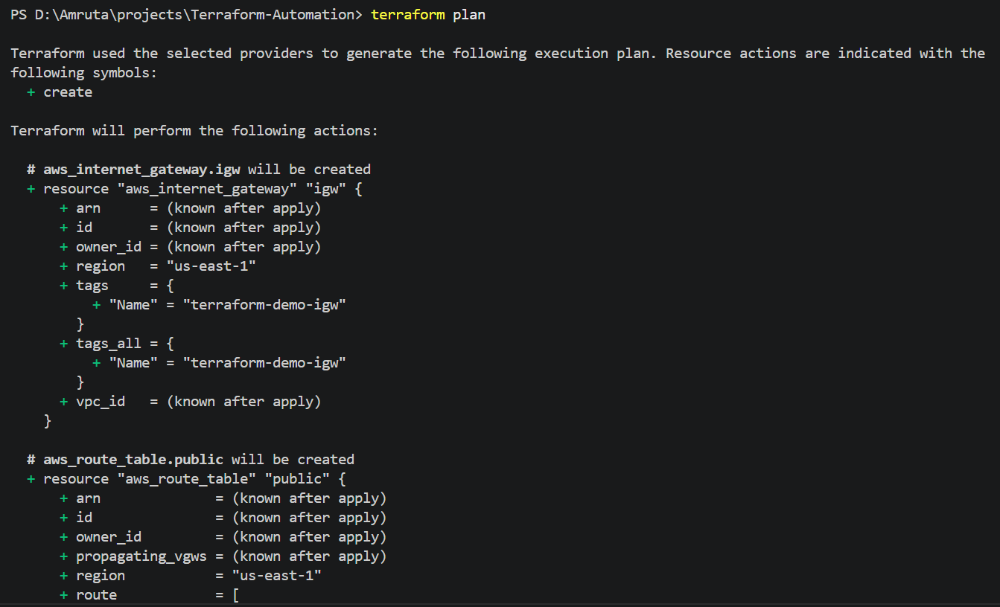 PS D:\Amruta\projects\Terraform-Automation> terraform plan
Terraform used the selected providers to generate the following execution plan. Resource actions are indicated with the
following symbols:
  + create
Terraform will perform the following actions:
  # aws_internet_gateway.igw will be created
  + resource "aws_internet_gateway" "igw" {
      + arn      = (known after apply)
      + id       = (known after apply)
      + owner_id = (known after apply)
      + region   = "us-east-1"
      + tags     = {
          + "Name" = "terraform-demo-igw"
        }
      + tags_all = {
          + "Name" = "terraform-demo-igw"
        }
      + vpc_id   = (known after apply)
    }
  # aws_route_table.public will be created
  + resource "aws_route_table" "public" {
      + arn              = (known after apply)
      + id               = (known after apply)
      + owner_id         = (known after apply)
      + propagating_vgws = (known after apply)
      + region           = "us-east-1"
      + route            = [